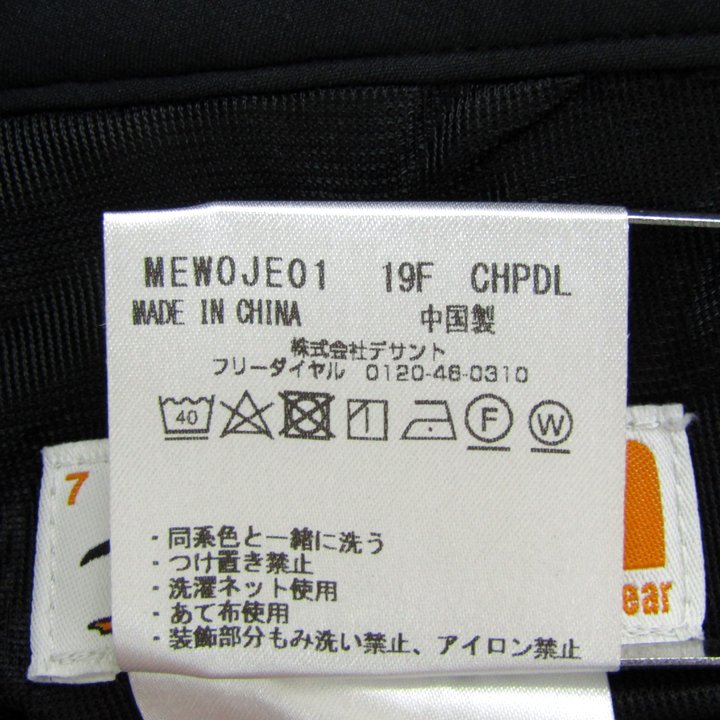 MEWOJE01 19F CHPDL
MADE IN CHINA 中国製
株式会社デサント
フリーダイヤル 0120-46-0310
40 F W
・同系色と一緒に洗う
・つけ置き禁止
・洗濯ネット使用
・あて布使用
・装飾部分もみ洗い禁止、アイロン禁止
7
ear